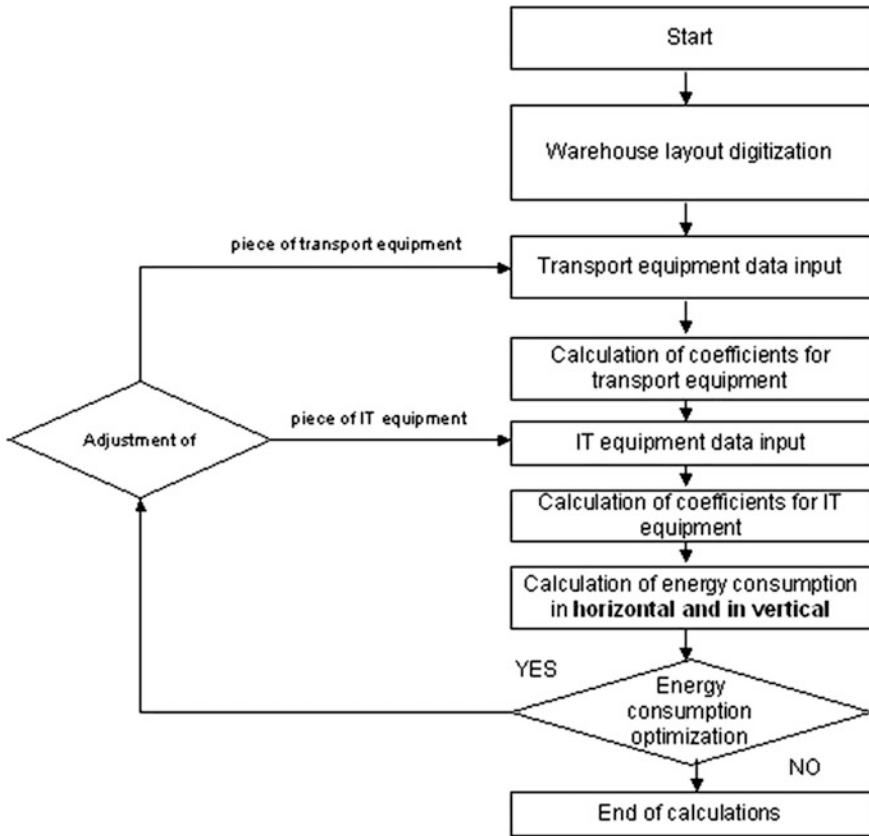 Start
Warehouse layout digitization
piece of transport equipment
Transport equipment data input
Calculation of coefficients for
transport equipment
piece of IT equipment
Adjustment of
IT equipment data input
Calculation of coefficients for IT
equipment
Calculation of energy consumption
in horizontal and in vertical
YES
Energy
consumption
optimization
NO
End of calculations